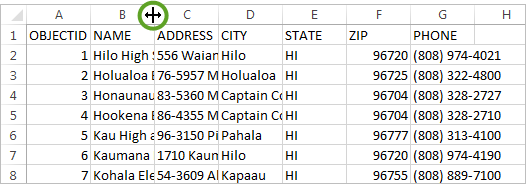 A B C D E F G H
1 OBJECTID NAME ADDRESS CITY STATE ZIP PHONE
2 1 Hilo High S 556 Waian Hilo HI 96720 (808) 974-4021
3 2 Holualoa E 76-5957 M Holualoa HI 96725 (808) 322-4800
4 3 Honaunau 83-5360 M Captain Co HI 96704 (808) 328-2727
5 4 Hookena E 86-4355 M Captain Co HI 96704 (808) 328-2710
6 5 Kau High a 96-3150 Pi Pahala HI 96777 (808) 313-4100
7 6 Kaumana 1710 Kaun Hilo HI 96720 (808) 974-4190
8 7 Kohala Ele 54-3609 Al Kapaau HI 96755 (808) 889-7100